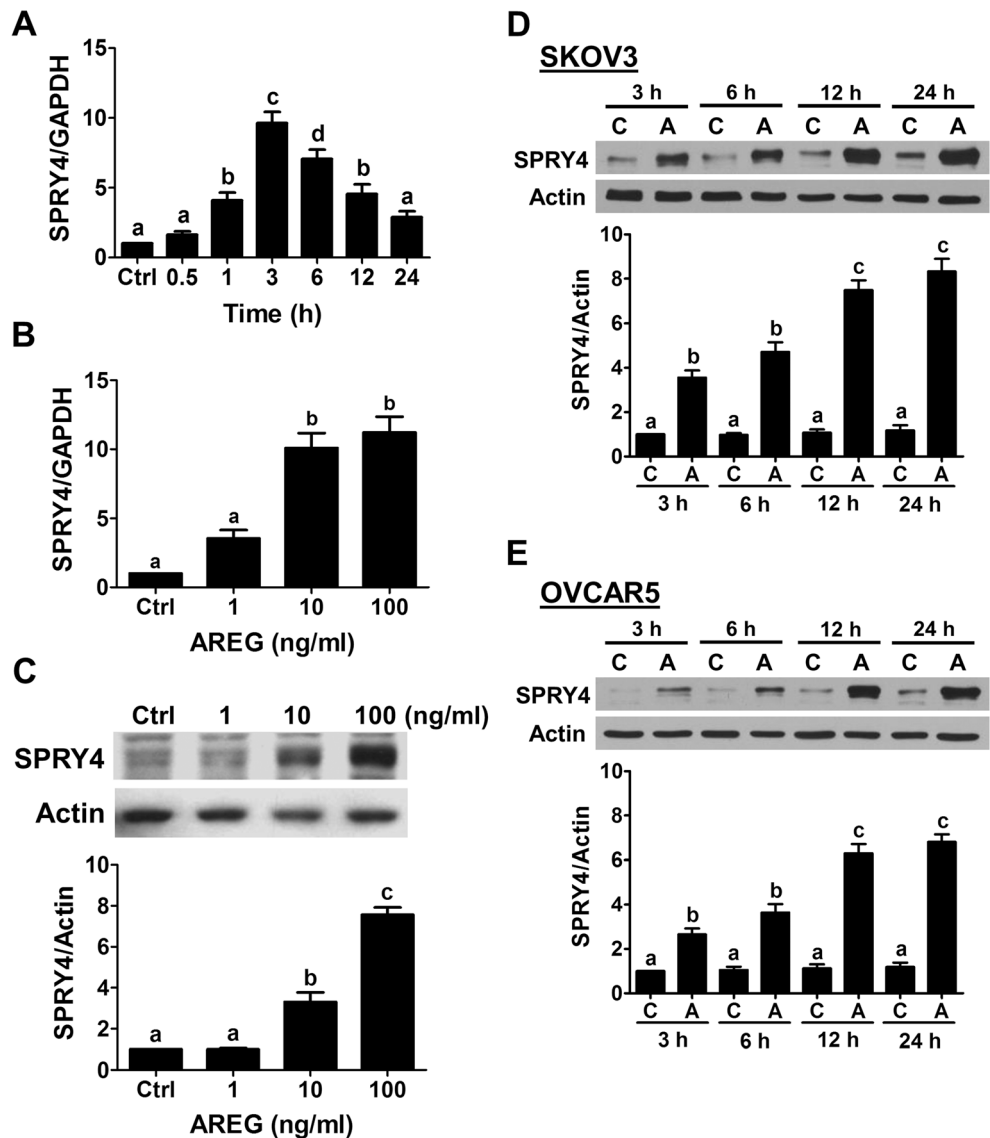 A
SPRY4/GAPDH
15
10
5
0
a a b c d b a
Ctrl 0.5 1 3 6 12 24
Time (h)
B
SPRY4/GAPDH
15
10
5
0
a a b b
Ctrl 1 10 100
AREG (ng/ml)
C
Ctrl 1 10 100 (ng/ml)
SPRY4
Actin
SPRY4/Actin
10
8
6
4
2
0
a a b c
Ctrl 1 10 100
AREG (ng/ml)
D
SKOV3
3 h 6 h 12 h 24 h
C A C A C A C A
SPRY4
Actin
SPRY4/Actin
10
8
6
4
2
0
a b a b a c a c
C A C A C A C A
3 h 6 h 12 h 24 h
E
OVCAR5
3 h 6 h 12 h 24 h
C A C A C A C A
SPRY4
Actin
SPRY4/Actin
10
8
6
4
2
0
a b a b a c a c
C A C A C A C A
3 h 6 h 12 h 24 h